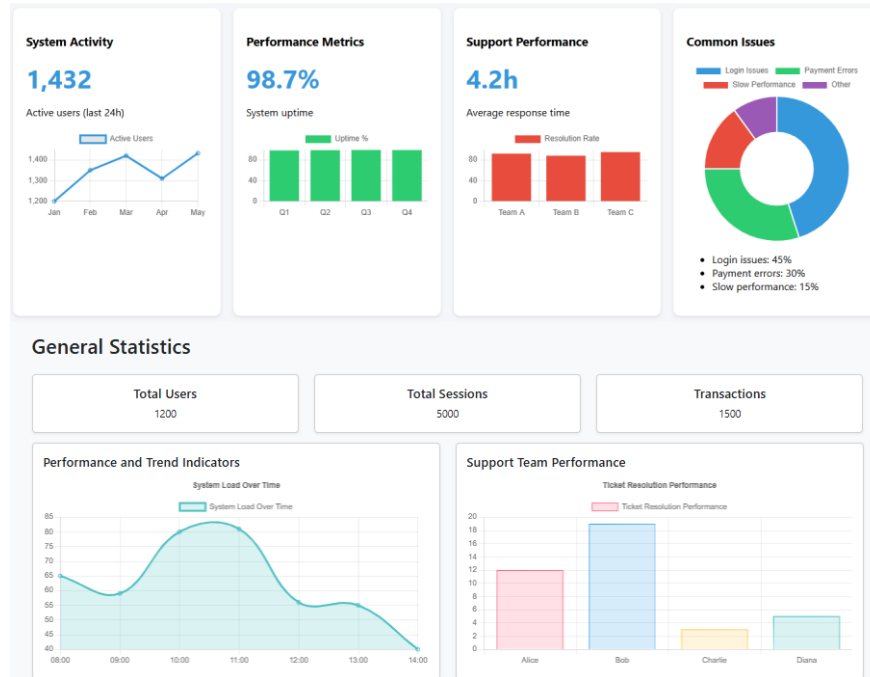 System Activity
1,432
Active users (last 24h)
Active Users
1,400
1,300
1,200
Jan Feb Mar Apr May
Performance Metrics
98.7%
System uptime
Uptime %
80
40
0
Q1 Q2 Q3 Q4
Support Performance
4.2h
Average response time
Resolution Rate
80
40
0
Team A Team B Team C
Common Issues
Login Issues Payment Errors
Slow Performance Other
• Login issues: 45%
• Payment errors: 30%
• Slow performance: 15%
General Statistics
Total Users
1200
Total Sessions
5000
Transactions
1500
Performance and Trend Indicators
System Load Over Time
System Load Over Time
85
80
75
70
65
60
55
50
45
40
08:00 09:00 10:00 11:00 12:00 13:00 14:00
Support Team Performance
Ticket Resolution Performance
Ticket Resolution Performance
20
18
16
14
12
10
8
6
4
2
0
Alice Bob Charlie Diana